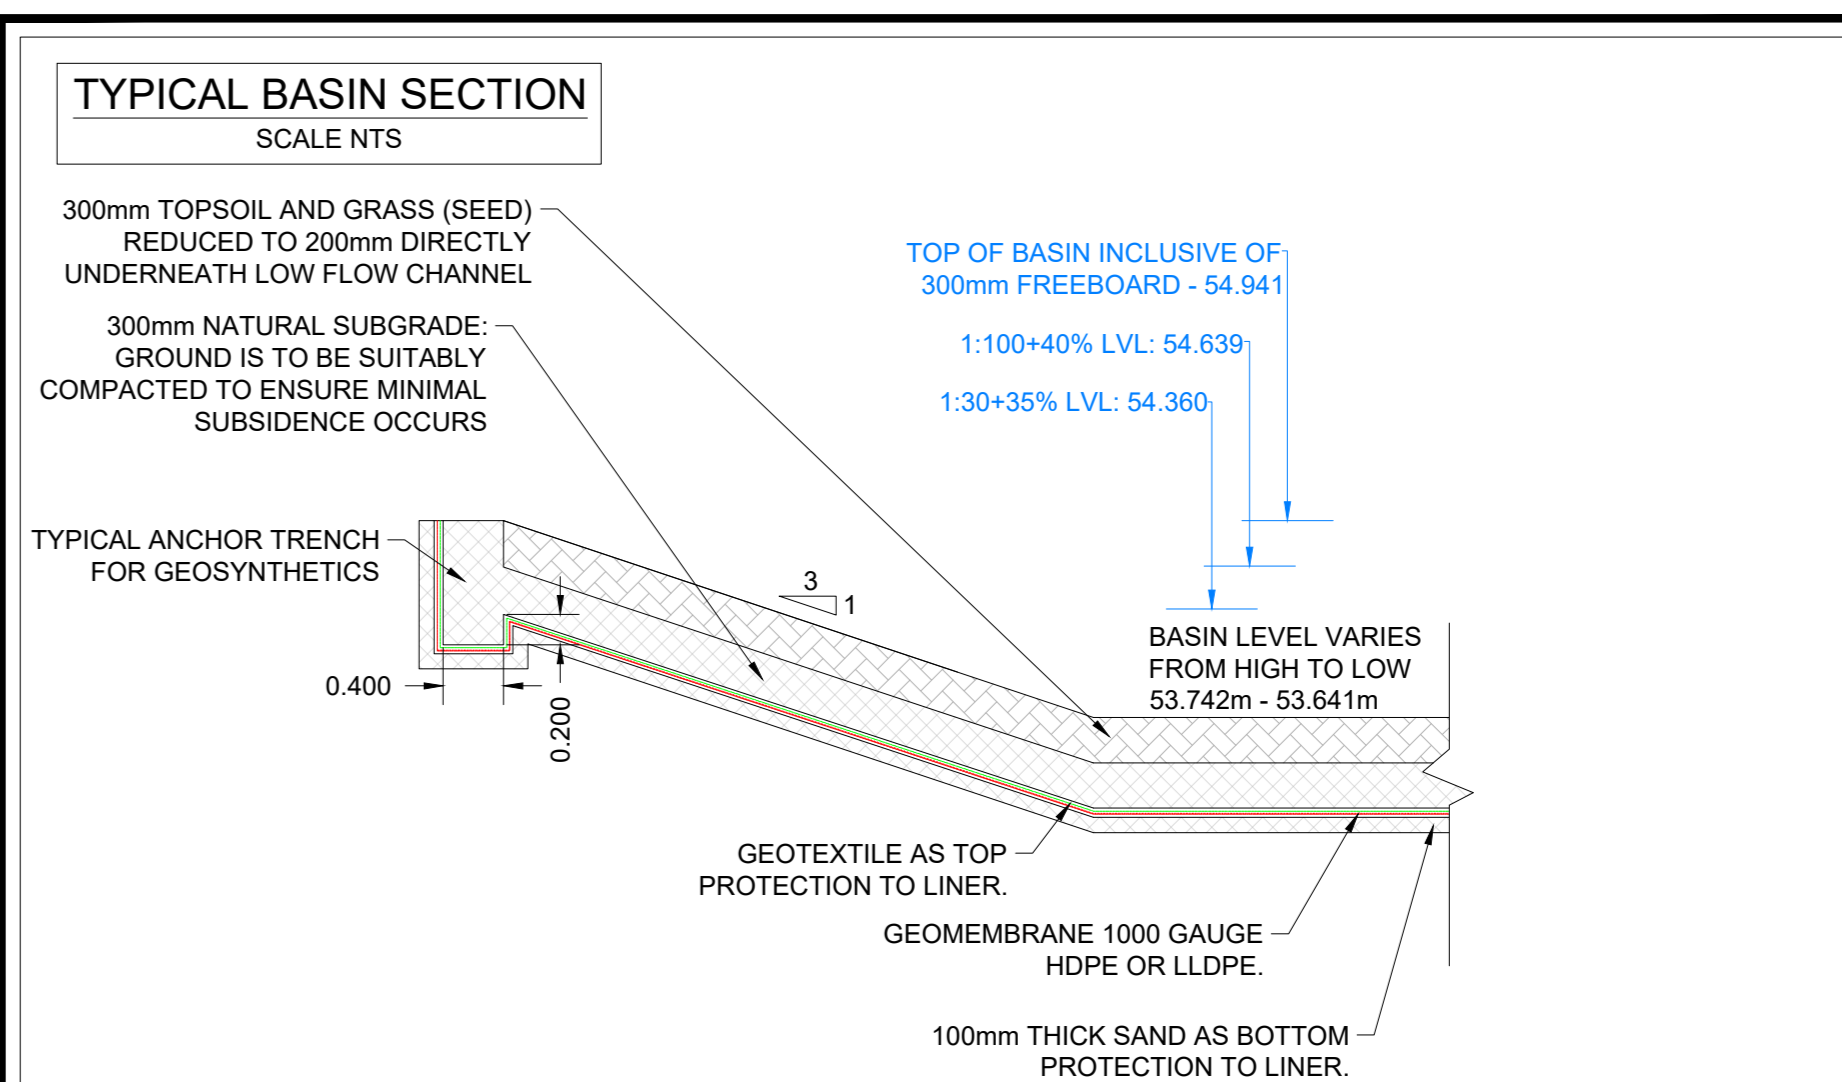 TYPICAL BASIN SECTION
SCALE NTS
300mm TOPSOIL AND GRASS (SEED)
REDUCED TO 200mm DIRECTLY
UNDERNEATH LOW FLOW CHANNEL
300mm NATURAL SUBGRADE:
GROUND IS TO BE SUITABLY
COMPACTED TO ENSURE MINIMAL
SUBSIDENCE OCCURS
TYPICAL ANCHOR TRENCH
FOR GEOSYNTHETICS
TOP OF BASIN INCLUSIVE OF
300mm FREEBOARD - 54.941
1:100+40% LVL: 54.639
1:30+35% LVL: 54.360
3
1
BASIN LEVEL VARIES
FROM HIGH TO LOW
53.742m - 53.641m
0.400
0.200
GEOTEXTILE AS TOP
PROTECTION TO LINER.
GEOMEMBRANE 1000 GAUGE
HDPE OR LLDPE.
100mm THICK SAND AS BOTTOM
PROTECTION TO LINER.